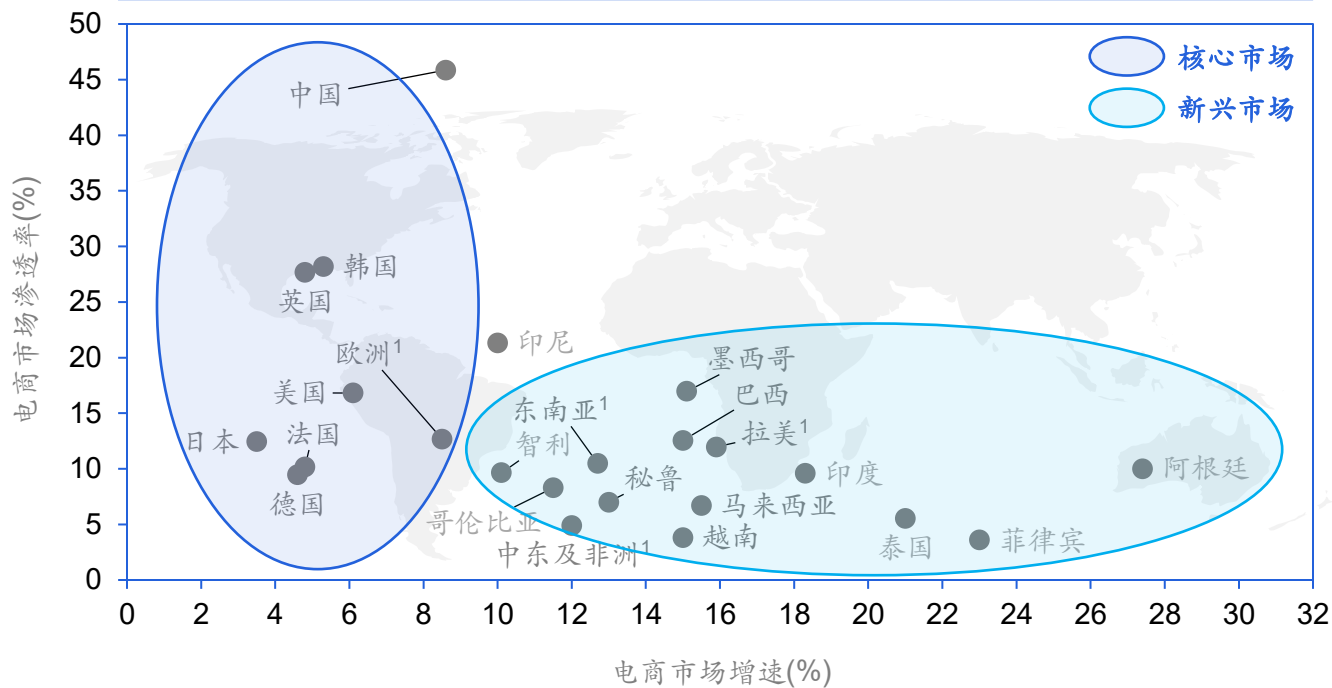 50
核心市场
45
中国
新兴市场
40
35
电商市场渗透率(%)
30
韩国
英国
25
欧洲1
印尼
20
墨西哥
美国
东南亚1
巴西
15
日本
法国
智利
拉美1
10
德国
秘鲁
印度
阿根廷
哥伦比亚
马来西亚
5
中东及非洲1
越南
泰国
菲律宾
0
0 2 4 6 8 10 12 14 16 18 20 22 24 26 28 30 32
电商市场增速(%)